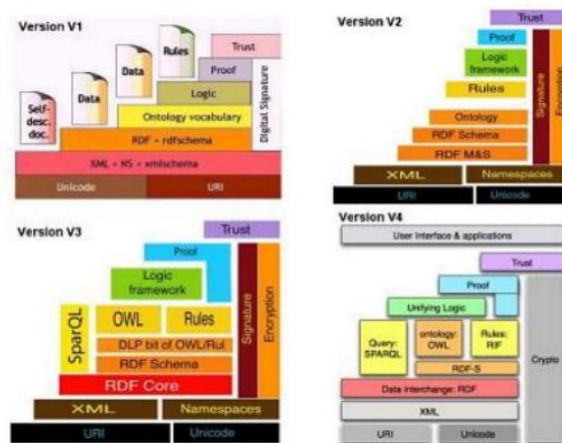 Version V1
Self-
desc.
doc.
Data
Data
Rules
Trust
Proof
Logic
Ontology vocabulary
RDF + rdfschema
XML + NS + xmlschema
Unicode
URI
Digital Signature
Version V2
Trust
Proof
Logic
framework
Rules
Ontology
RDF Schema
RDF M&S
XML
Namespaces
URI
Unicode
Signature
Encryption
Version V3
Trust
Proof
Logic
framework
SparQL
OWL
Rules
DLP bit of OWL/Rul
RDF Schema
RDF Core
XML
Namespaces
URI
Unicode
Signature
Encryption
Version V4
User Interface & applications
Trust
Proof
Unifying Logic
Query:
SPARQL
ontology:
OWL
Rules:
RIF
RDF-S
Data interchange: RDF
XML
URI
Unicode
Crypto